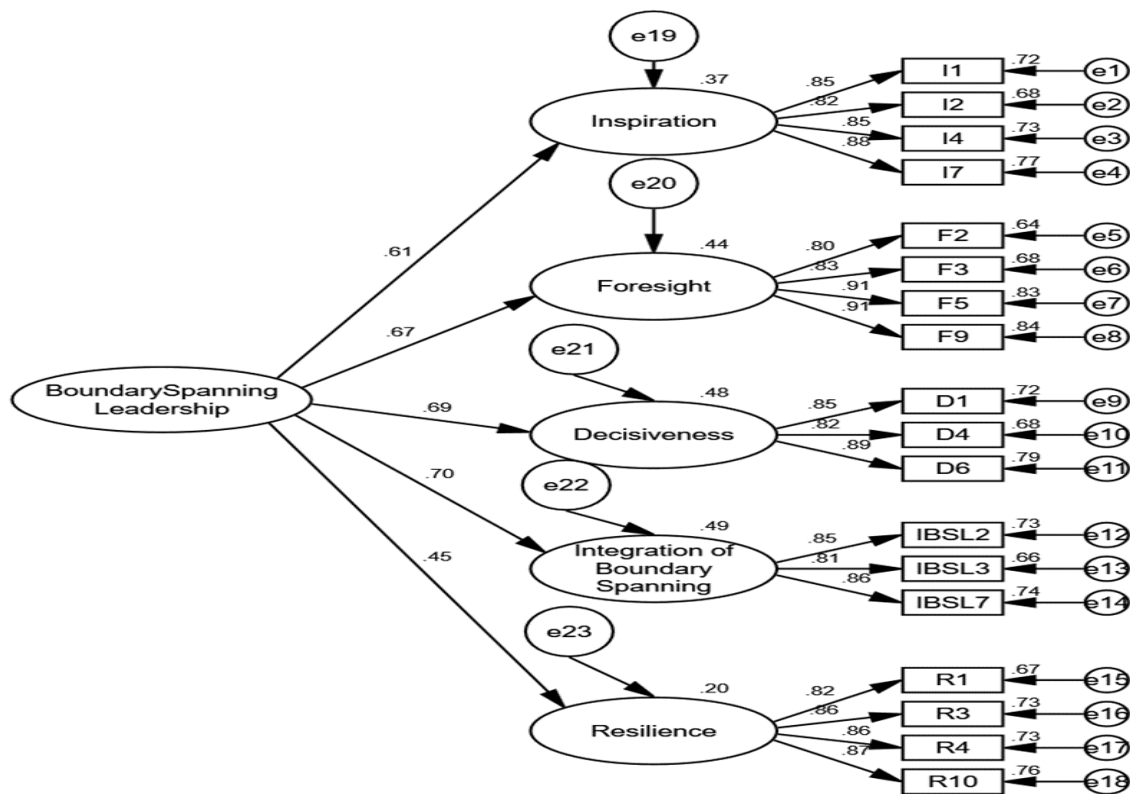 e19
.37
Inspiration
.85
.82
.85
.88
I1
I2
I4
I7
.72
.68
.73
.77
e1
e2
e3
e4
e20
.44
Foresight
.80
.83
.91
.91
F2
F3
F5
F9
.64
.68
.83
.84
e5
e6
e7
e8
.61
.67
.69
.70
.45
BoundarySpanning
Leadership
e21
.48
Decisiveness
.85
.82
.89
D1
D4
D6
.72
.68
.79
e9
e10
e11
e22
.49
Integration of
Boundary
Spanning
.85
.81
.86
IBSL2
IBSL3
IBSL7
.73
.66
.74
e12
e13
e14
e23
.20
Resilience
.82
.86
.86
.87
R1
R3
R4
R10
.67
.73
.73
.76
e15
e16
e17
e18